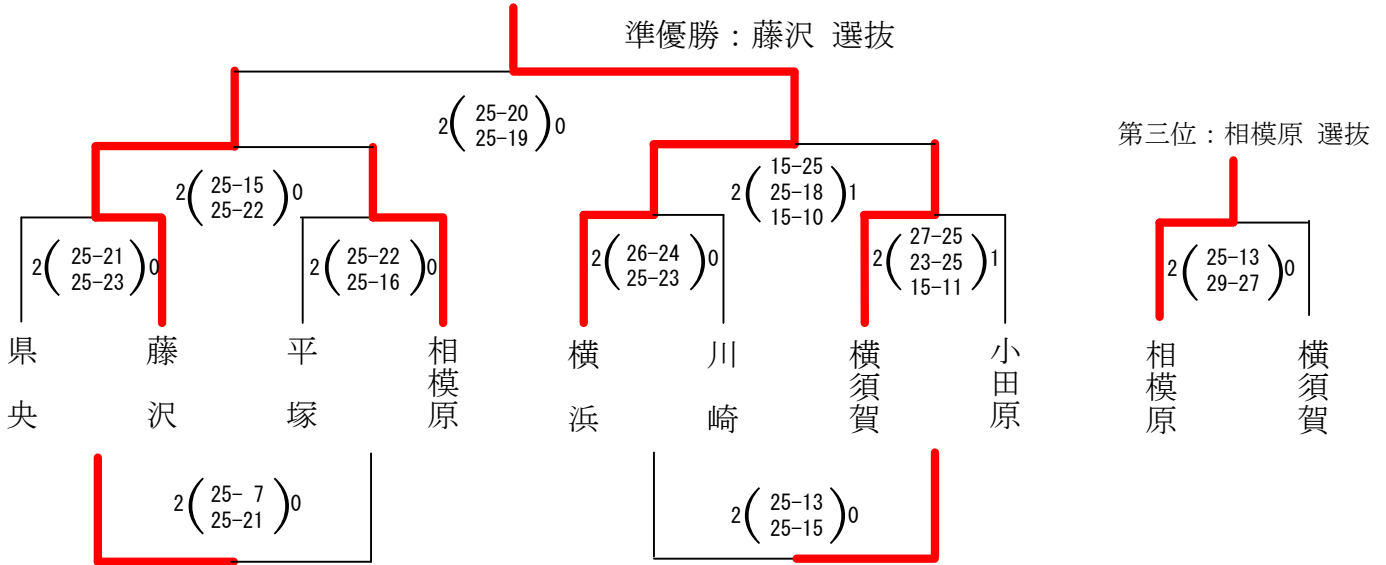 準優勝：藤沢 選抜
2(25-20 25-19)0
第三位：相模原 選抜
2(25-15 25-22)0
2(15-25 25-18 15-10)1
2(25-21 25-23)0
2(25-22 25-16)0
2(26-24 25-23)0
2(27-25 23-25 15-11)1
2(25-13 29-27)0
県央
藤沢
平塚
相模原
横浜
川崎
横須賀
小田原
相模原
横須賀
2(25- 7 25-21)0
2(25-13 25-15)0